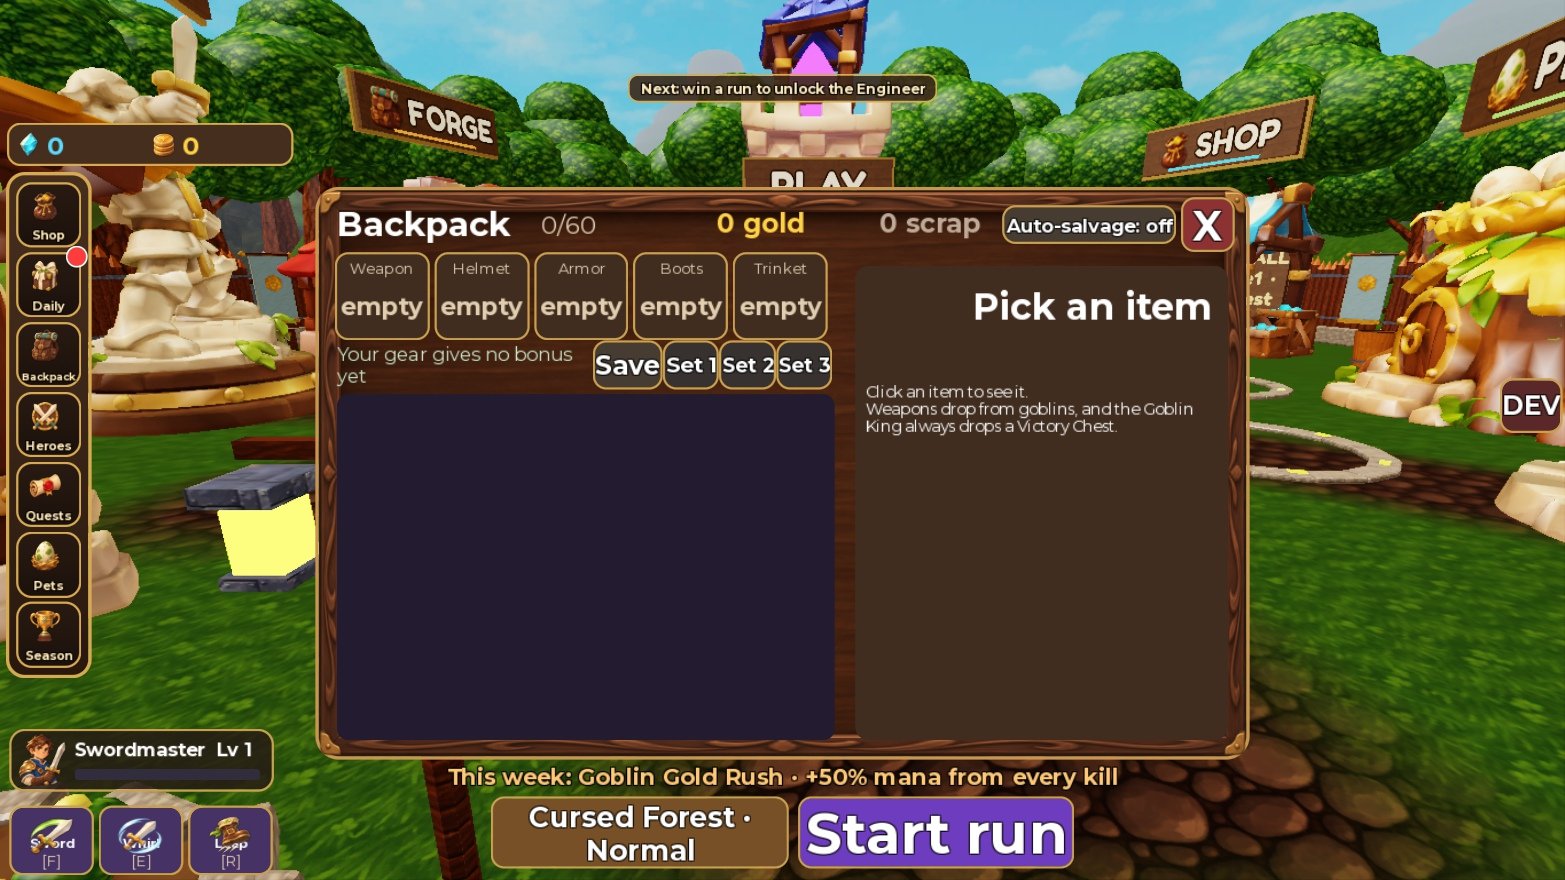 Next: win a run to unlock the Engineer
FORGE
SHOP
PLAY
0
0
Shop
Daily
Backpack
Heroes
Quests
Pets
Season
Backpack
0/60
0 gold
0 scrap
Auto-salvage: off
X
Weapon
empty
Helmet
empty
Armor
empty
Boots
empty
Trinket
empty
Your gear gives no bonus
yet
Save
Set 1
Set 2
Set 3
Pick an item
Click an item to see it.
Weapons drop from goblins, and the Goblin
King always drops a Victory Chest.
DEV
Swordmaster Lv 1
This week: Goblin Gold Rush · +50% mana from every kill
Cursed Forest ·
Normal
Start run
Sword
[F]
Whirl
[E]
Leap
[R]